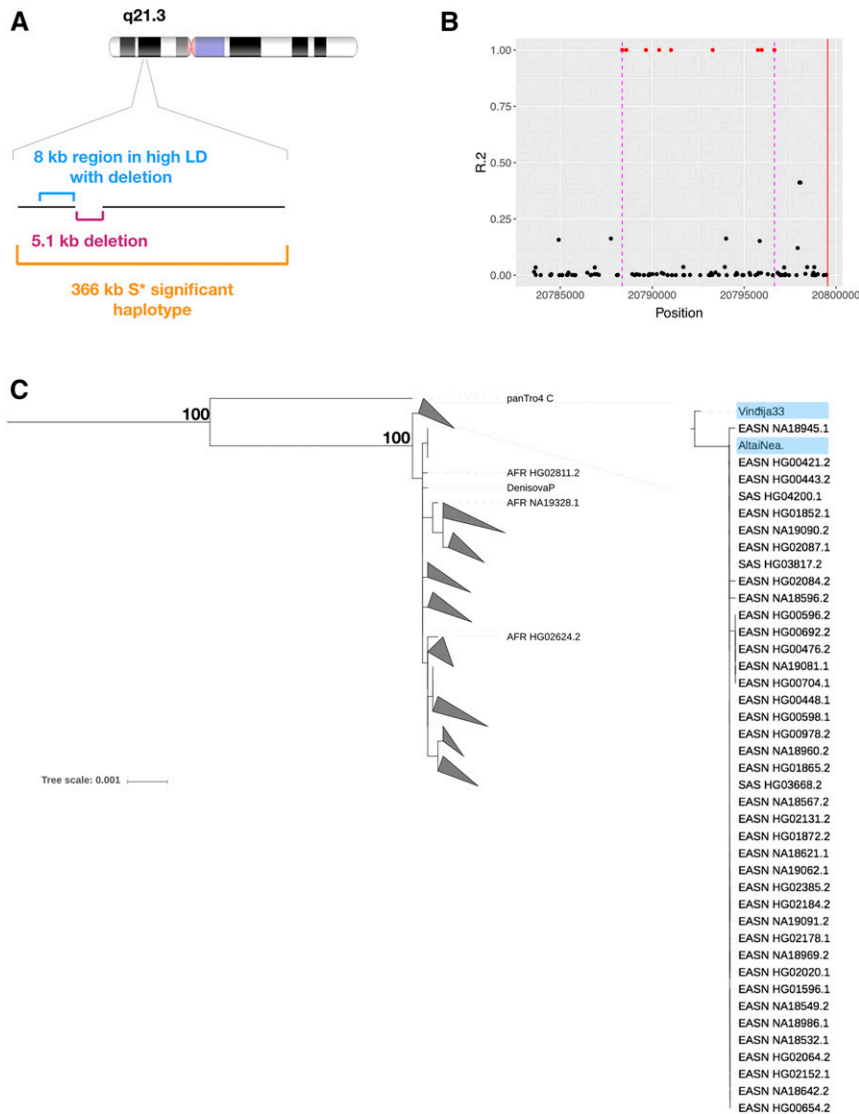 A
q21.3
8 kb region in high LD
with deletion
5.1 kb deletion
366 kb S* significant
haplotype
B
1.00
0.75
0.50
0.25
0.00
R.2
20785000
20790000
20795000
20800000
Position
C
100
100
panTro4 C
AFR HG02811.2
DenisovaP
AFR NA19328.1
AFR HG02624.2
Tree scale: 0.001
Vindija33
EASN NA18945.1
AltaiNea.
EASN HG00421.2
EASN HG00443.2
SAS HG04200.1
EASN HG01852.1
EASN NA19090.2
EASN HG02087.1
SAS HG03817.2
EASN HG02084.2
EASN NA18596.2
EASN HG00596.2
EASN HG00692.2
EASN HG00476.2
EASN NA19081.1
EASN HG00704.1
EASN HG00448.1
EASN HG00598.1
EASN HG00978.2
EASN NA18960.2
EASN HG01865.2
SAS HG03668.2
EASN NA18567.2
EASN HG02131.2
EASN HG01872.2
EASN NA18621.1
EASN NA19062.1
EASN HG02385.2
EASN HG02184.2
EASN NA19091.2
EASN HG02178.1
EASN NA18969.2
EASN HG02020.1
EASN HG01596.1
EASN NA18549.2
EASN NA18986.1
EASN NA18532.1
EASN HG02064.2
EASN HG02152.1
EASN NA18642.2
EASN HG00654.2